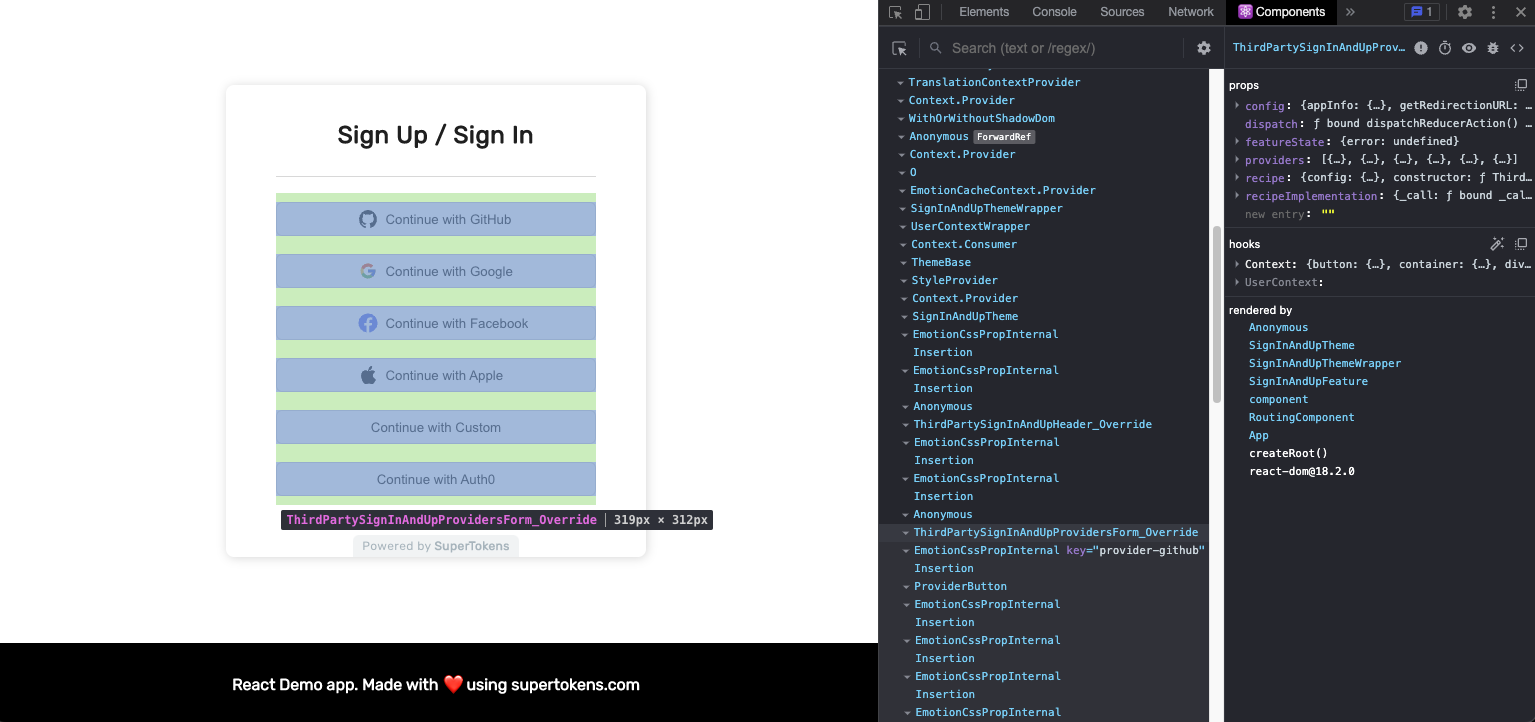 Sign Up / Sign In
Continue with GitHub
Continue with Google
Continue with Facebook
Continue with Apple
Continue with Custom
Continue with Auth0
ThirdPartySignInAndUpProvidersForm_Override | 319px × 312px
Powered by SuperTokens
React Demo app. Made with ❤️ using supertokens.com
Elements Console Sources Network Components » 1
Search (text or /regex/)
TranslationContextProvider
Context.Provider
WithOrWithoutShadowDom
Anonymous ForwardRef
Context.Provider
O
EmotionCacheContext.Provider
SignInAndUpThemeWrapper
UserContextWrapper
Context.Consumer
ThemeBase
StyleProvider
Context.Provider
SignInAndUpTheme
EmotionCssPropInternal
Insertion
EmotionCssPropInternal
Insertion
Anonymous
ThirdPartySignInAndUpHeader_Override
EmotionCssPropInternal
Insertion
EmotionCssPropInternal
Insertion
Anonymous
ThirdPartySignInAndUpProvidersForm_Override
EmotionCssPropInternal key="provider-github"
Insertion
ProviderButton
EmotionCssPropInternal
Insertion
EmotionCssPropInternal
Insertion
EmotionCssPropInternal
Insertion
EmotionCssPropInternal
ThirdPartySignInAndUpProv…
props
config: {appInfo: {…}, getRedirectionURL: …
dispatch: ƒ bound dispatchReducerAction() …
featureState: {error: undefined}
providers: [{…}, {…}, {…}, {…}, {…}, {…}]
recipe: {config: {…}, constructor: ƒ Third…
recipeImplementation: {_call: ƒ bound _cal…
new entry: ""
hooks
Context: {button: {…}, container: {…}, div…
UserContext:
rendered by
Anonymous
SignInAndUpTheme
SignInAndUpThemeWrapper
SignInAndUpFeature
component
RoutingComponent
App
createRoot()
react-dom@18.2.0